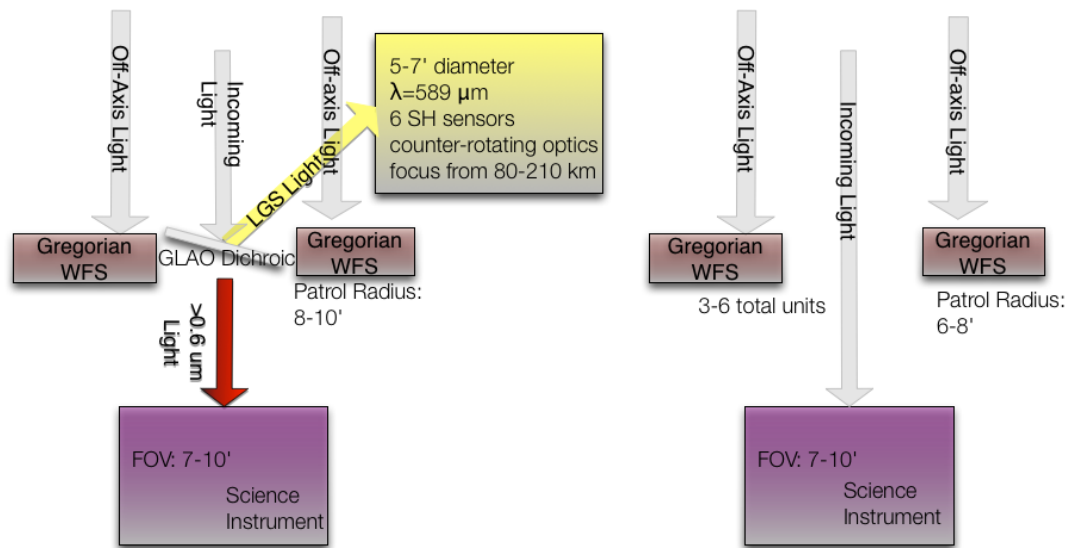 Off-Axis Light
Incoming
Light
Off-axis Light
LGS Light
5-7' diameter
λ=589 μm
6 SH sensors
counter-rotating optics
focus from 80-210 km
Gregorian
WFS
GLAO Dichroic
Gregorian
WFS
Patrol Radius:
8-10'
>0.6 um
Light
FOV: 7-10'
Science
Instrument
Off-Axis Light
Incoming Light
Off-axis Light
Gregorian
WFS
3-6 total units
Gregorian
WFS
Patrol Radius:
6-8'
FOV: 7-10'
Science
Instrument